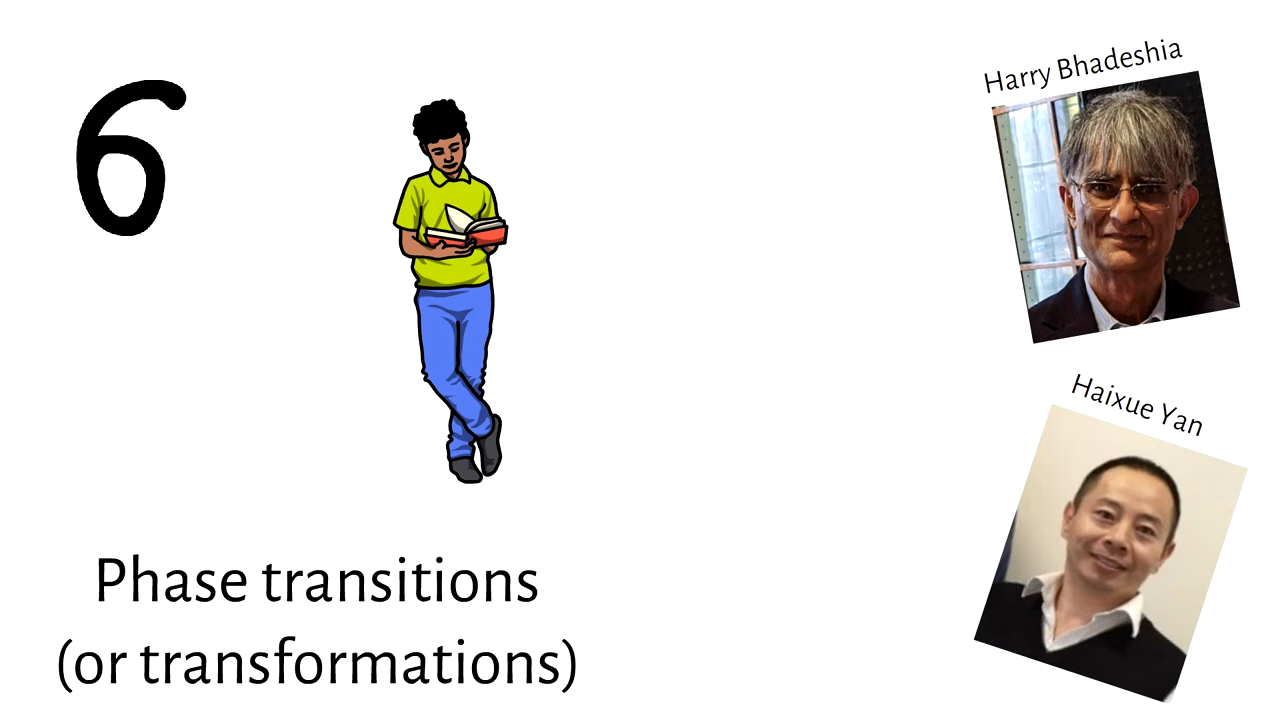 6
Harry Bhadeshia
Haixue Yan
Phase transitions
(or transformations)